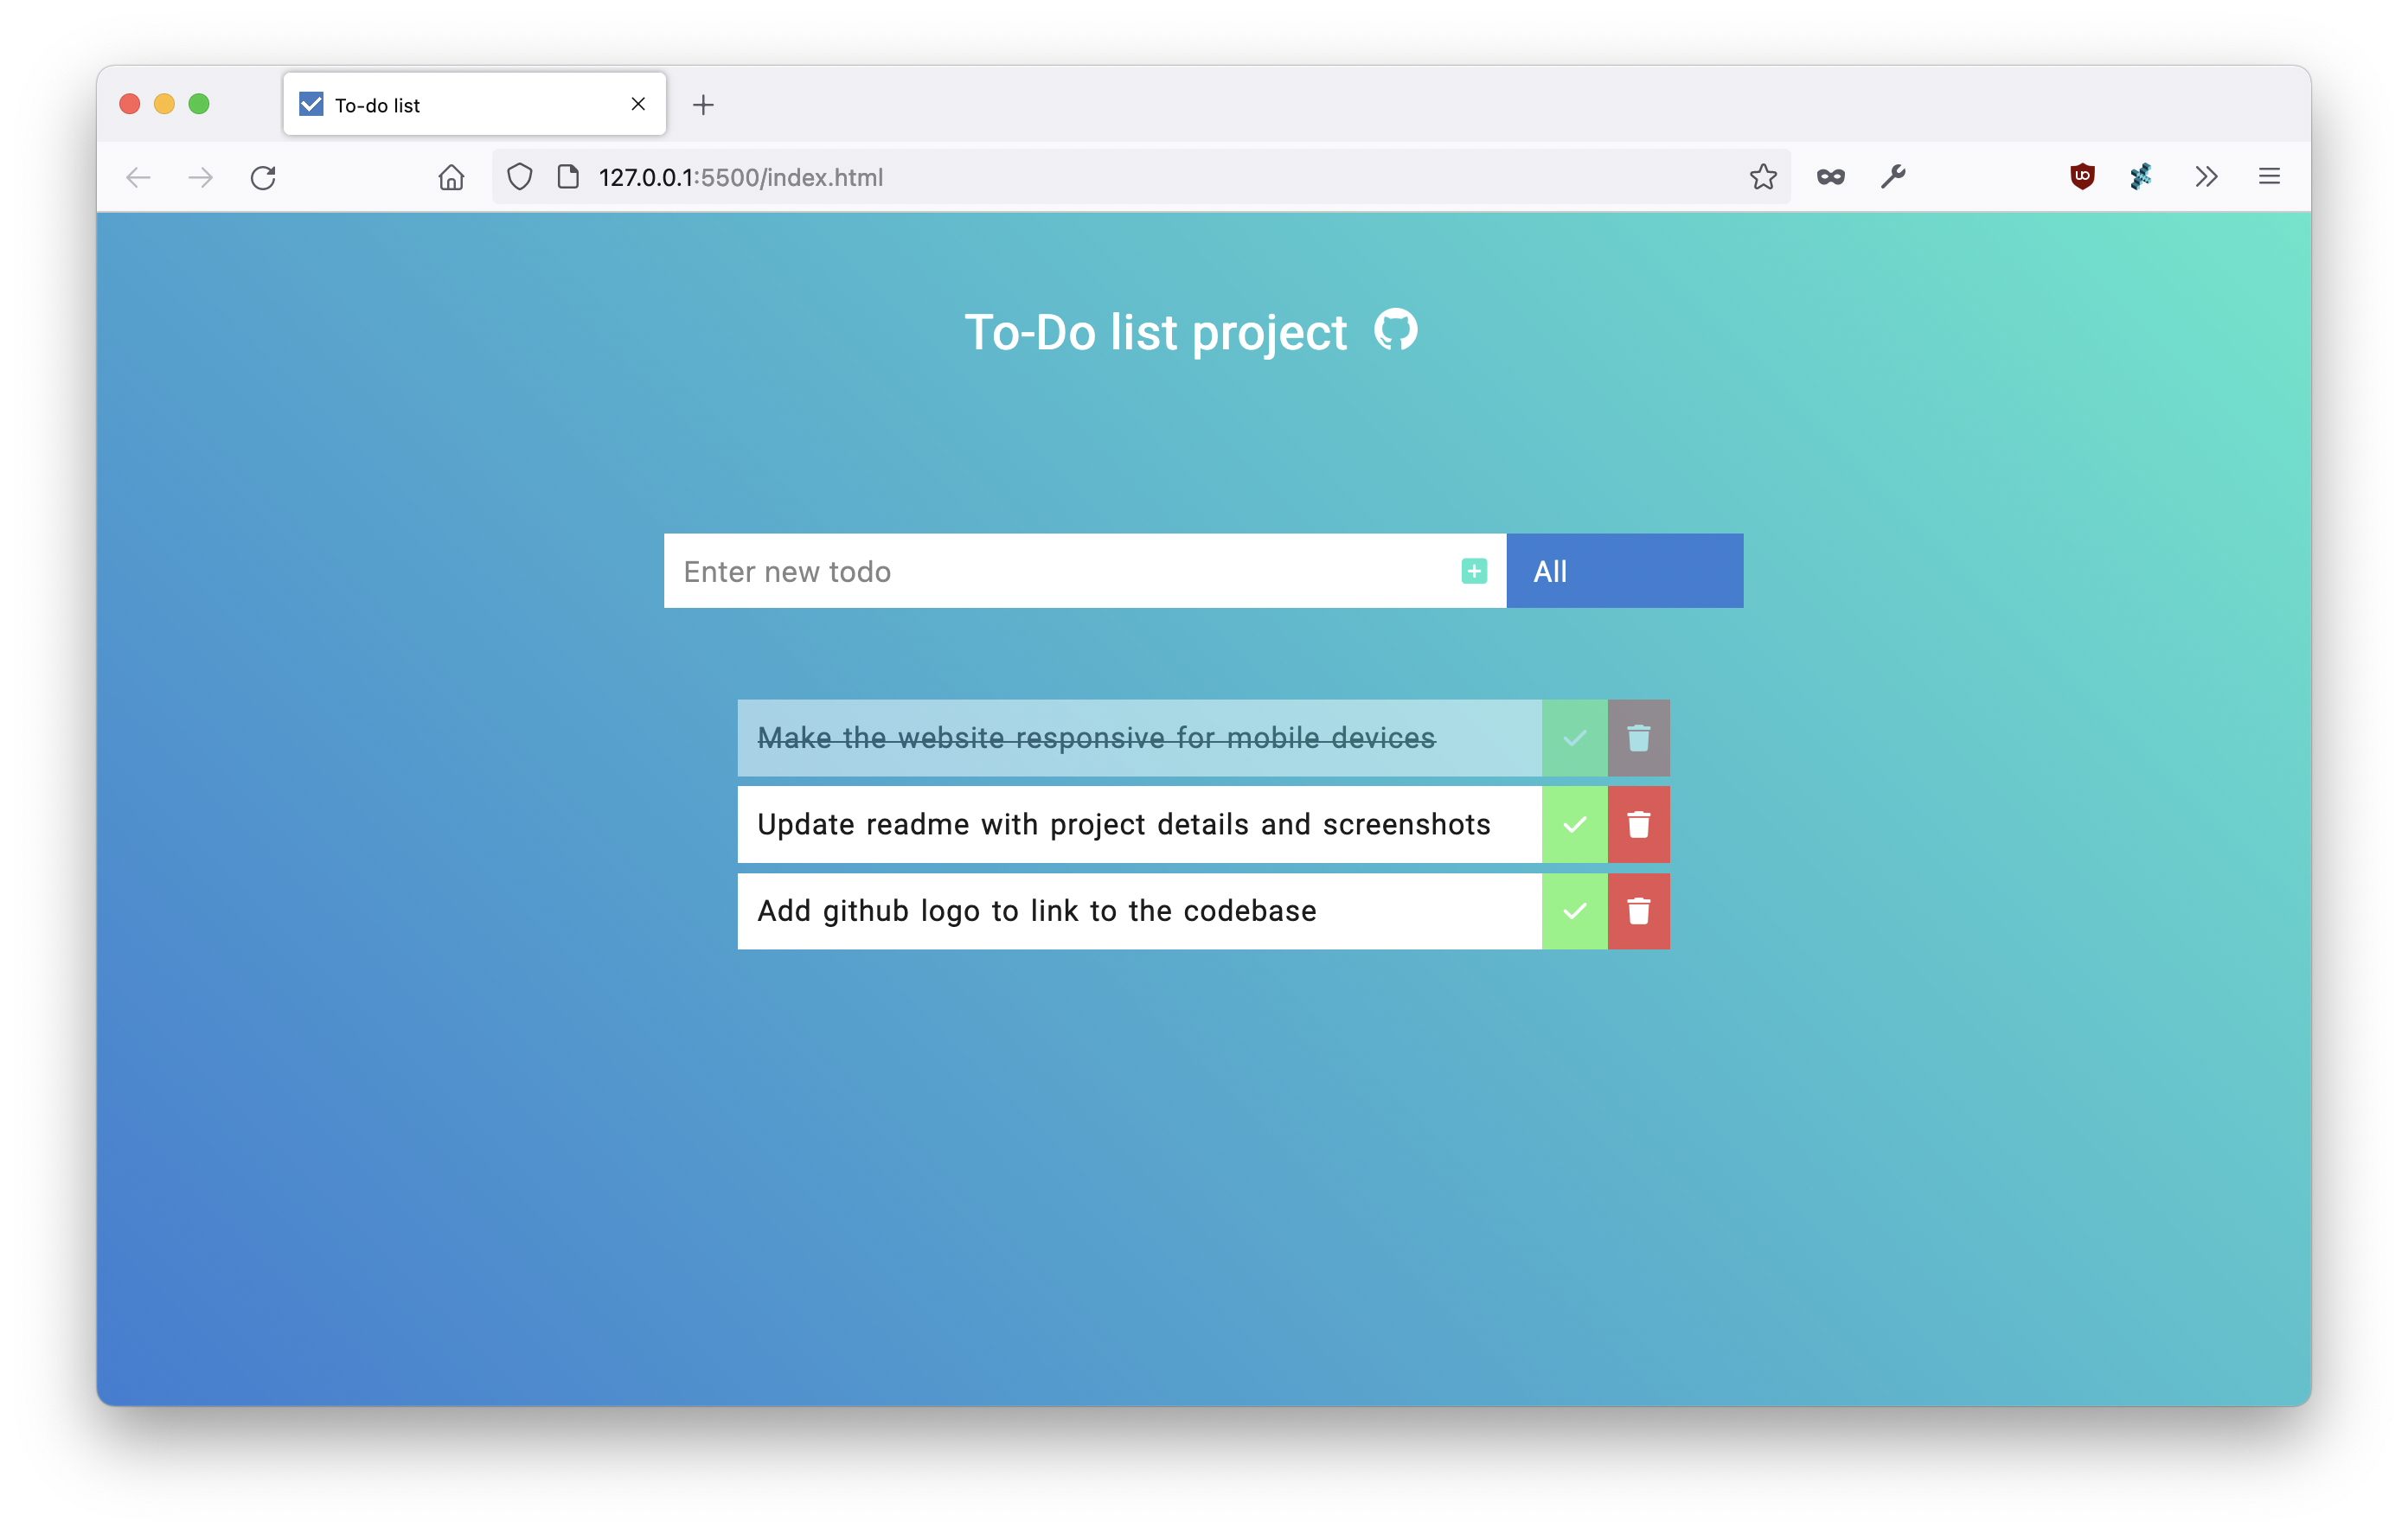 To-do list
127.0.0.1:5500/index.html
To-Do list project
Enter new todo
All
Make the website responsive for mobile devices
Update readme with project details and screenshots
Add github logo to link to the codebase